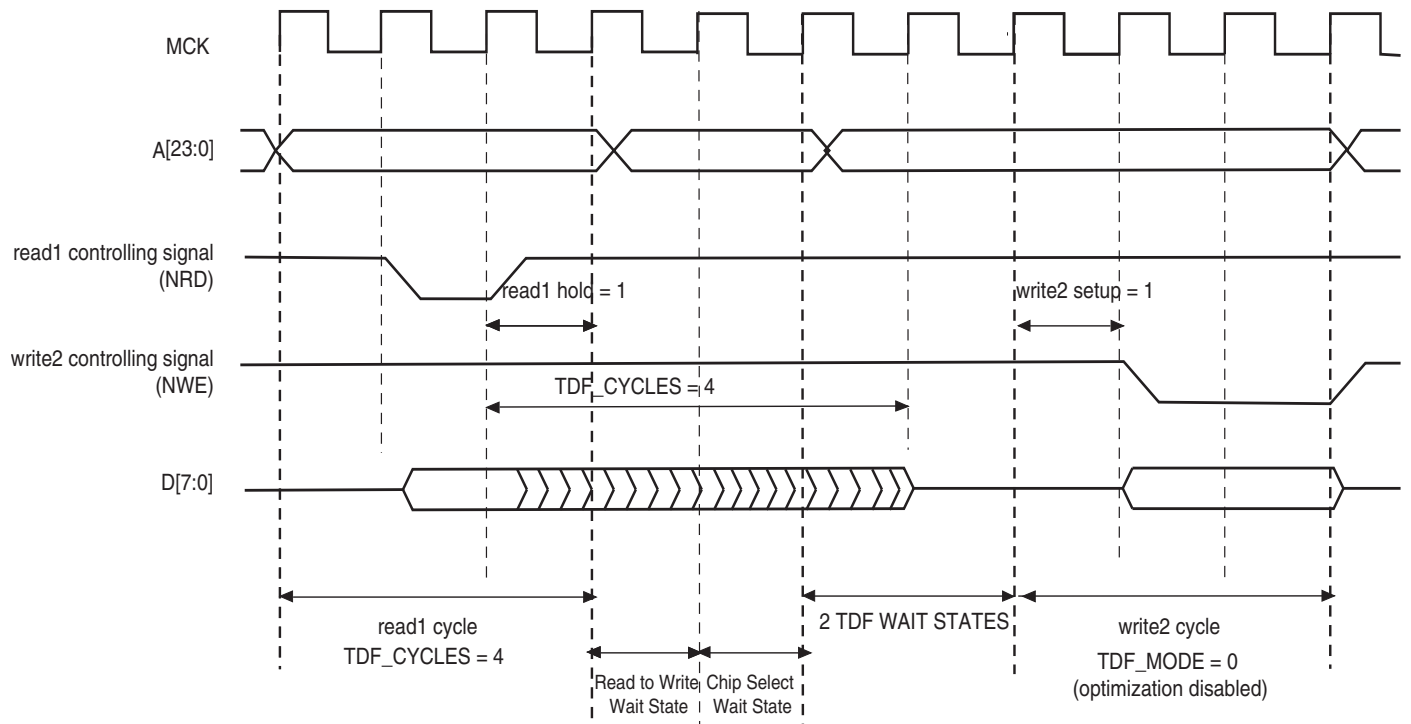 MCK
A[23:0]
read1 controlling signal
(NRD)
read1 hold = 1
write2 setup = 1
write2 controlling signal
(NWE)
TDF_CYCLES = 4
D[7:0]
2 TDF WAIT STATES
read1 cycle
TDF_CYCLES = 4
write2 cycle
TDF_MODE = 0
(optimization disabled)
Read to Write
Wait State
Chip Select
Wait State